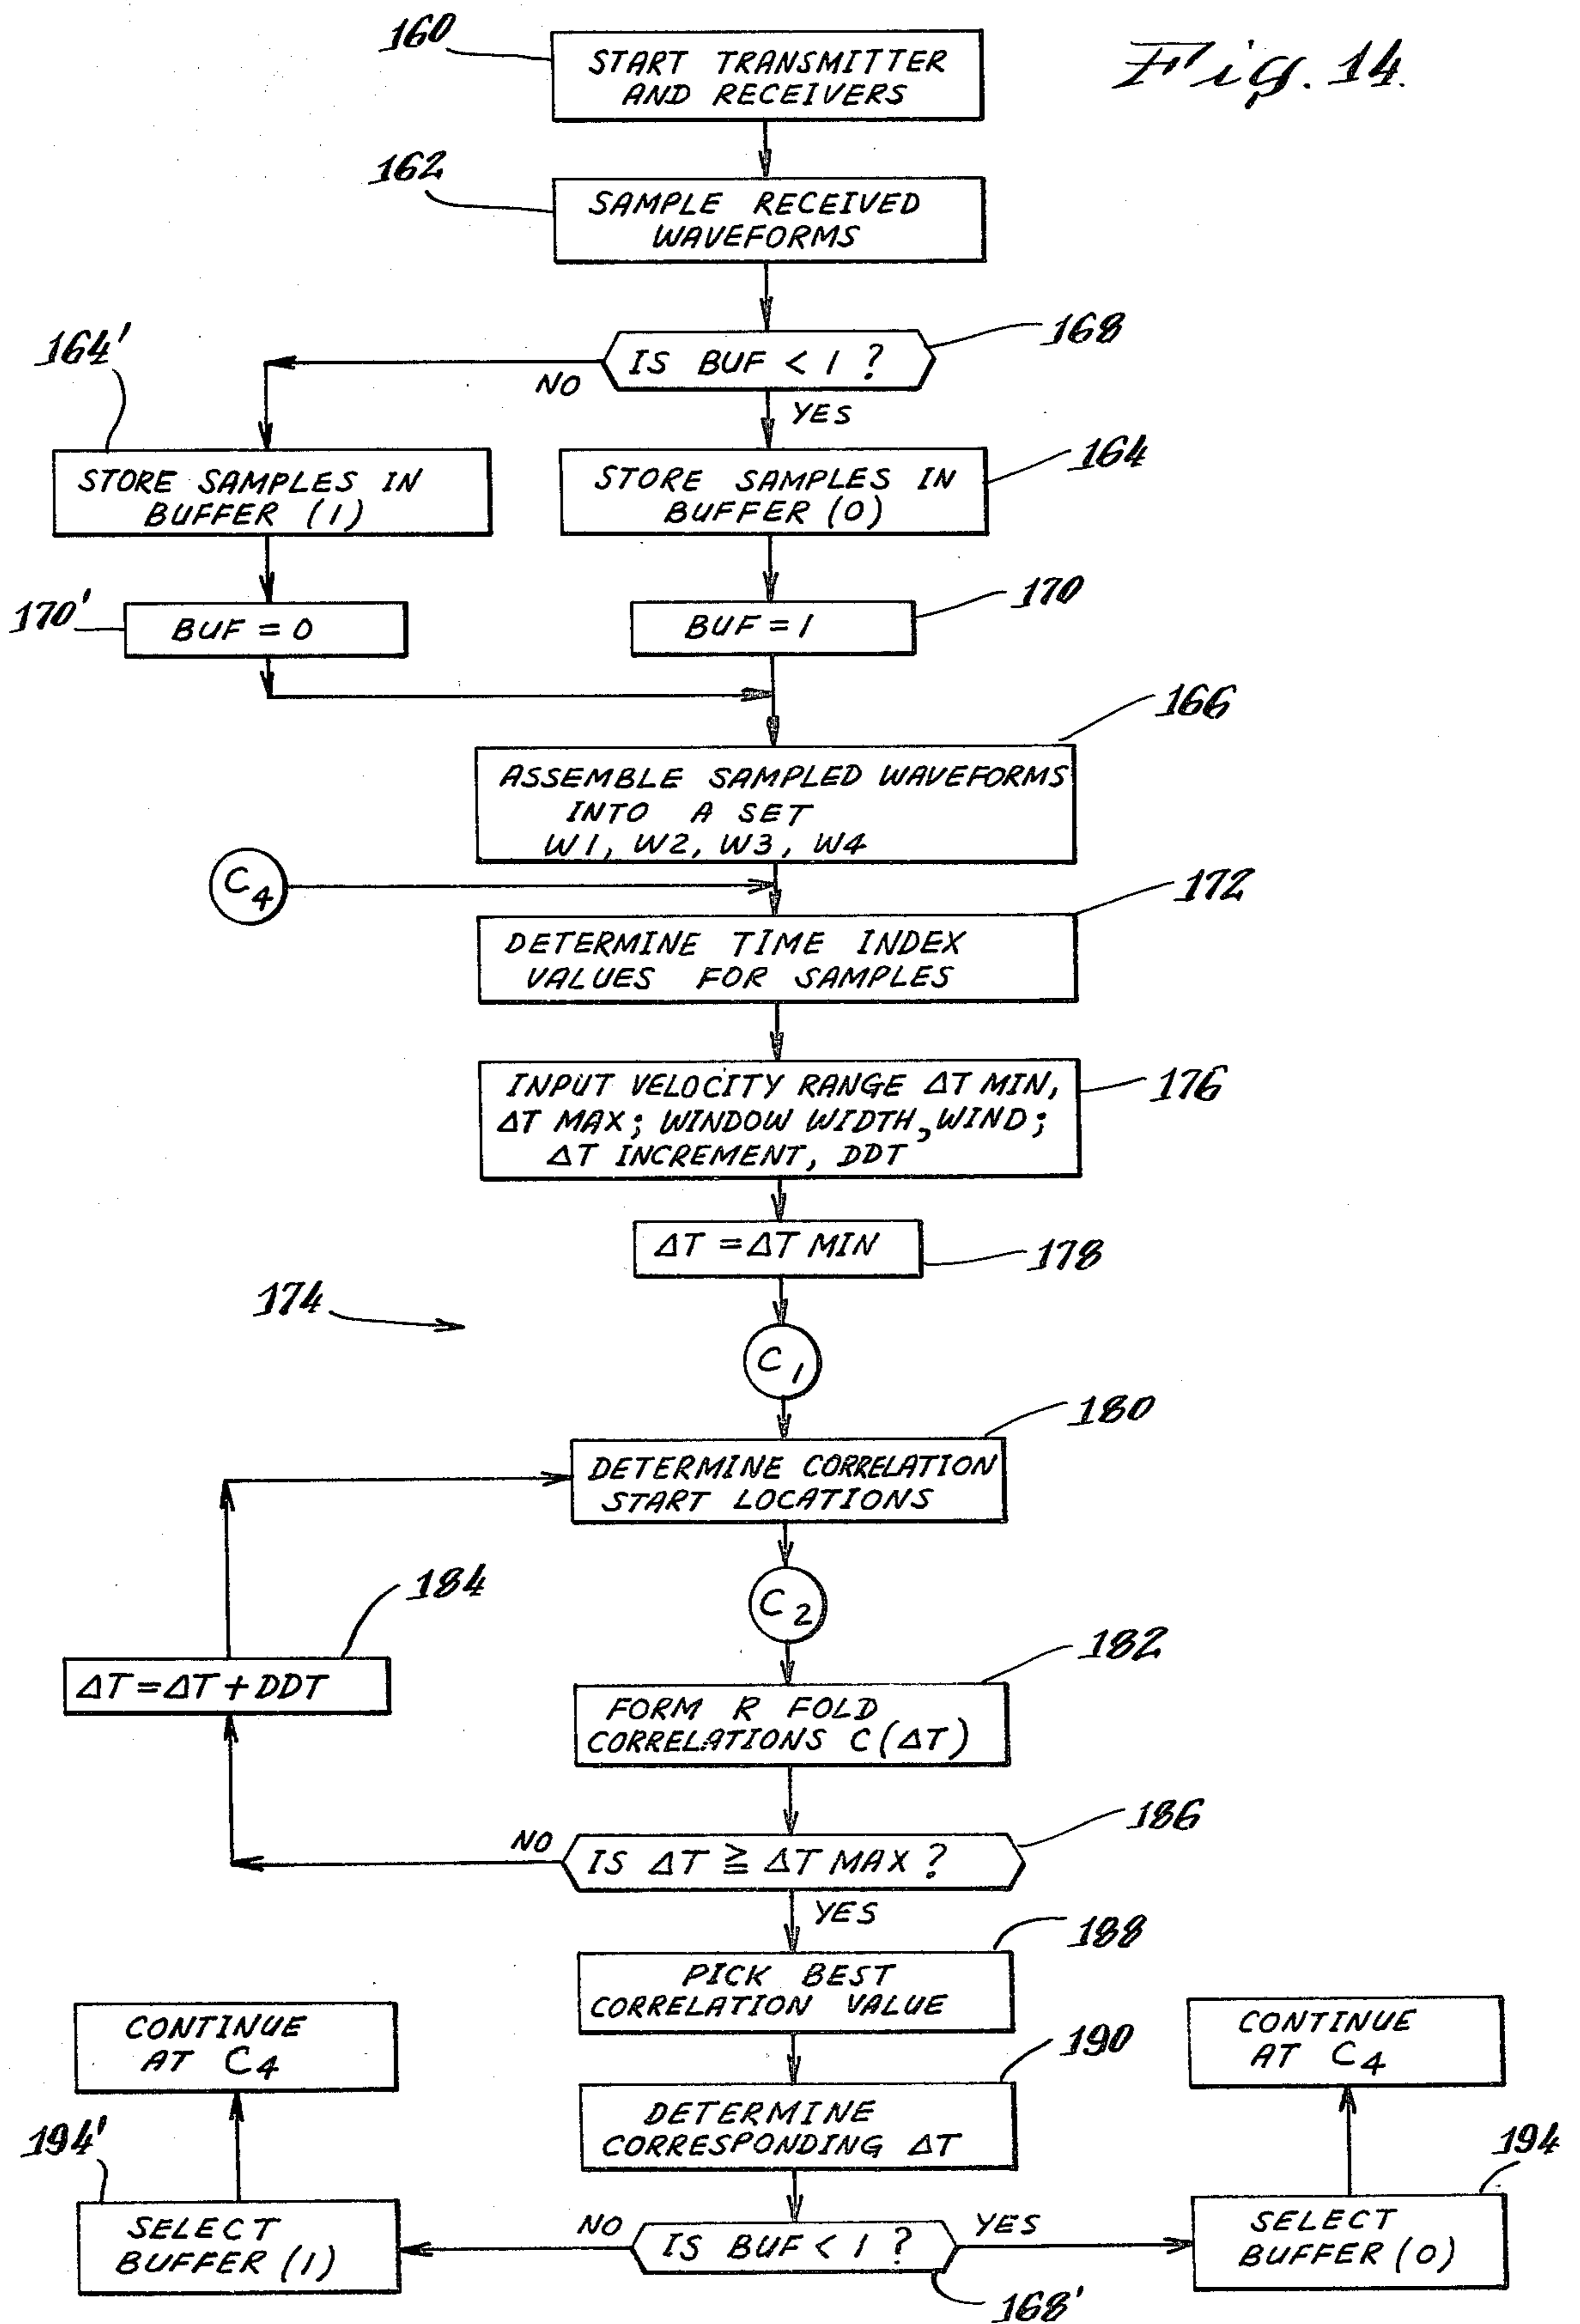 Fig. 14.
160
START TRANSMITTER
AND RECEIVERS
162
SAMPLE RECEIVED
WAVEFORMS
168
IS BUF < 1 ?
NO
YES
164'
STORE SAMPLES IN
BUFFER (1)
164
STORE SAMPLES IN
BUFFER (0)
170'
BUF = 0
170
BUF = 1
166
ASSEMBLE SAMPLED WAVEFORMS
INTO A SET
W1, W2, W3, W4
C4
172
DETERMINE TIME INDEX
VALUES FOR SAMPLES
176
INPUT VELOCITY RANGE ΔT MIN,
ΔT MAX; WINDOW WIDTH, WIND;
ΔT INCREMENT, DDT
ΔT = ΔT MIN
178
174
C1
180
DETERMINE CORRELATION
START LOCATIONS
184
C2
ΔT = ΔT + DDT
182
FORM R FOLD
CORRELATIONS C (ΔT)
186
NO
IS ΔT ≧ ΔT MAX ?
YES
188
PICK BEST
CORRELATION VALUE
CONTINUE
AT C4
190
CONTINUE
AT C4
DETERMINE
CORRESPONDING ΔT
194'
SELECT
BUFFER (1)
NO
IS BUF < 1 ?
YES
168'
194
SELECT
BUFFER (0)